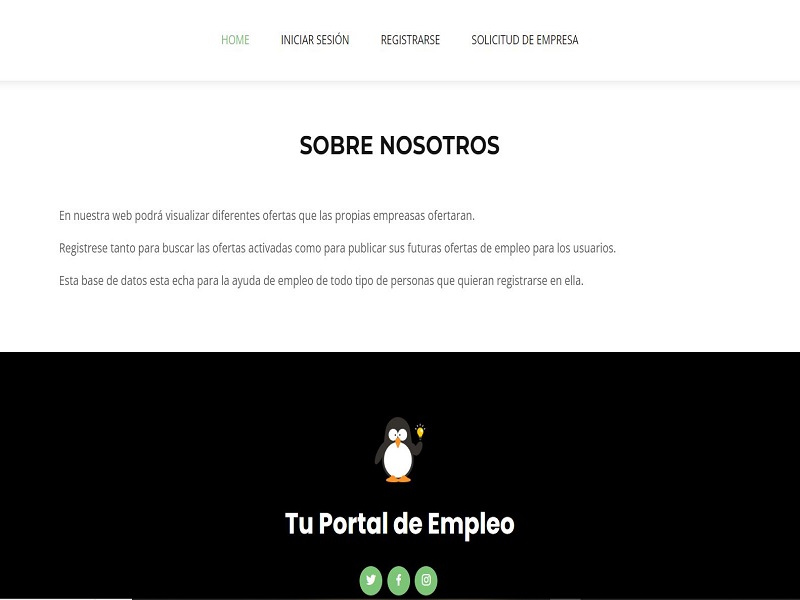 HOME INICIAR SESIÓN REGISTRARSE SOLICITUD DE EMPRESA
SOBRE NOSOTROS
En nuestra web podrá visualizar diferentes ofertas que las propias empreasas ofertaran.
Registrese tanto para buscar las ofertas activadas como para publicar sus futuras ofertas de empleo para los usuarios.
Esta base de datos esta echa para la ayuda de empleo de todo tipo de personas que quieran registrarse en ella.
Tu Portal de Empleo